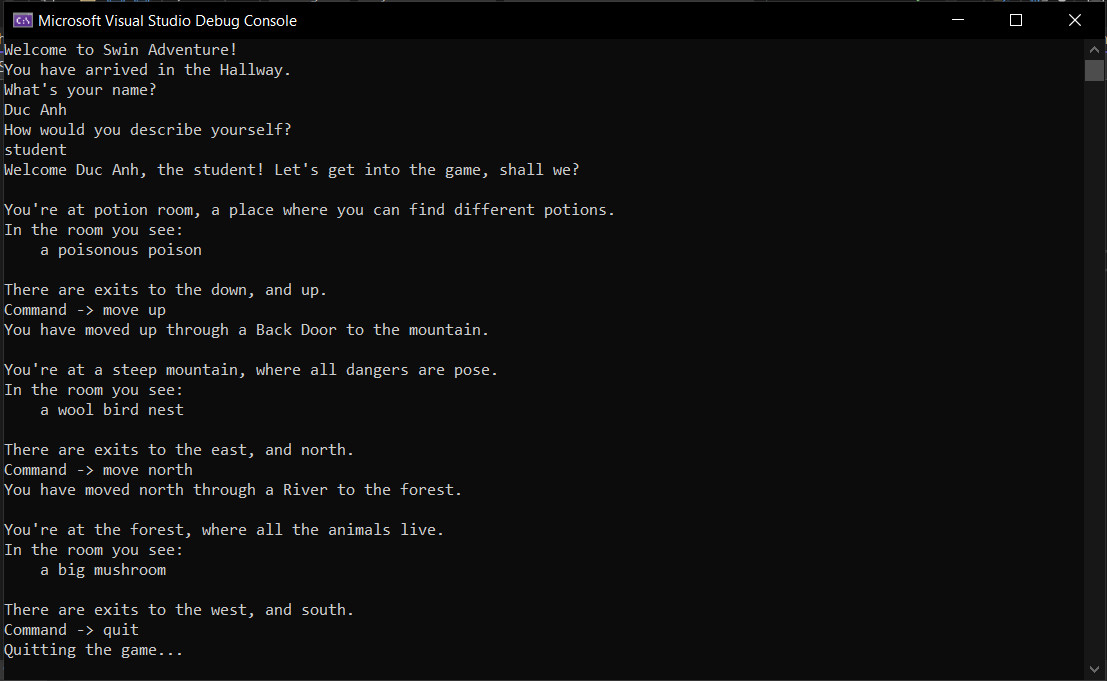 Microsoft Visual Studio Debug Console
Welcome to Swin Adventure!
You have arrived in the Hallway.
What's your name?
Duc Anh
How would you describe yourself?
student
Welcome Duc Anh, the student! Let's get into the game, shall we?
You're at potion room, a place where you can find different potions.
In the room you see:
a poisonous poison
There are exits to the down, and up.
Command -> move up
You have moved up through a Back Door to the mountain.
You're at a steep mountain, where all dangers are pose.
In the room you see:
a wool bird nest
There are exits to the east, and north.
Command -> move north
You have moved north through a River to the forest.
You're at the forest, where all the animals live.
In the room you see:
a big mushroom
There are exits to the west, and south.
Command -> quit
Quitting the game...